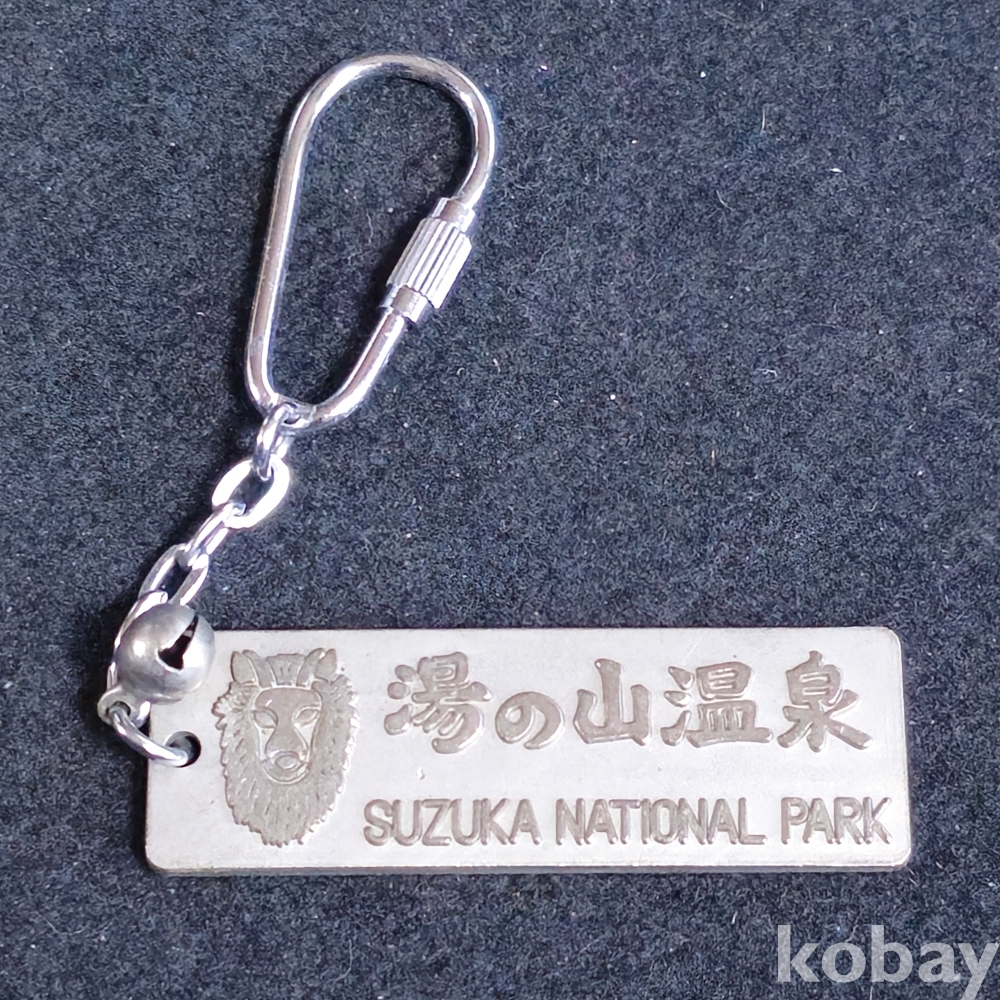 湯の山温泉
SUZUKA NATIONAL PARK
kobay